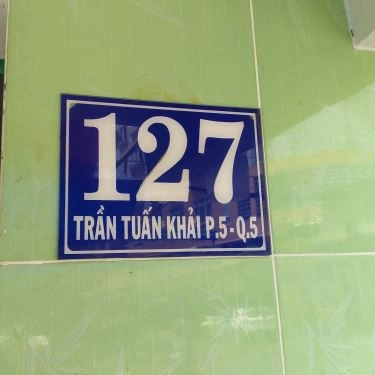 127
TRẦN TUẤN KHẢI P.5-Q.5